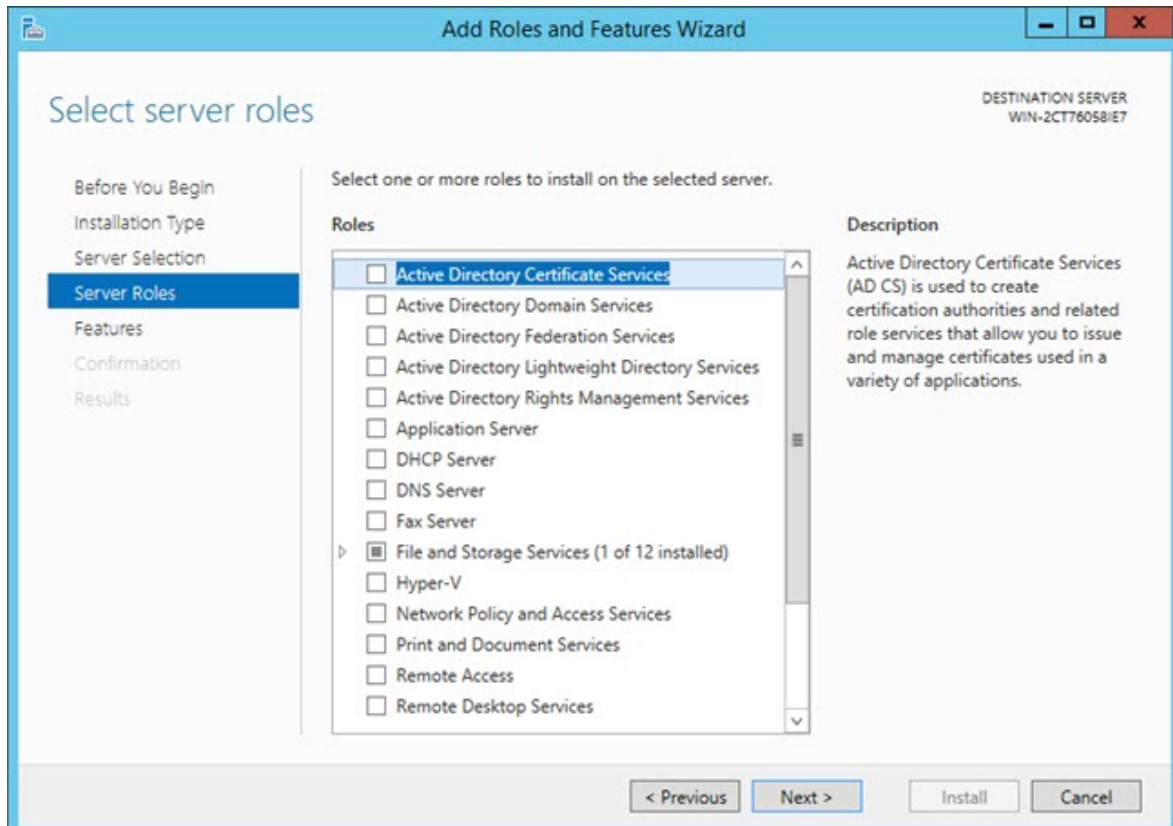 Add Roles and Features Wizard
Select server roles
DESTINATION SERVER
WIN-2CT76058IE7
Before You Begin
Installation Type
Server Selection
Server Roles
Features
Confirmation
Results
Select one or more roles to install on the selected server.
Roles
Active Directory Certificate Services
Active Directory Domain Services
Active Directory Federation Services
Active Directory Lightweight Directory Services
Active Directory Rights Management Services
Application Server
DHCP Server
DNS Server
Fax Server
File and Storage Services (1 of 12 installed)
Hyper-V
Network Policy and Access Services
Print and Document Services
Remote Access
Remote Desktop Services
Description
Active Directory Certificate Services
(AD CS) is used to create
certification authorities and related
role services that allow you to issue
and manage certificates used in a
variety of applications.
< Previous
Next >
Install
Cancel